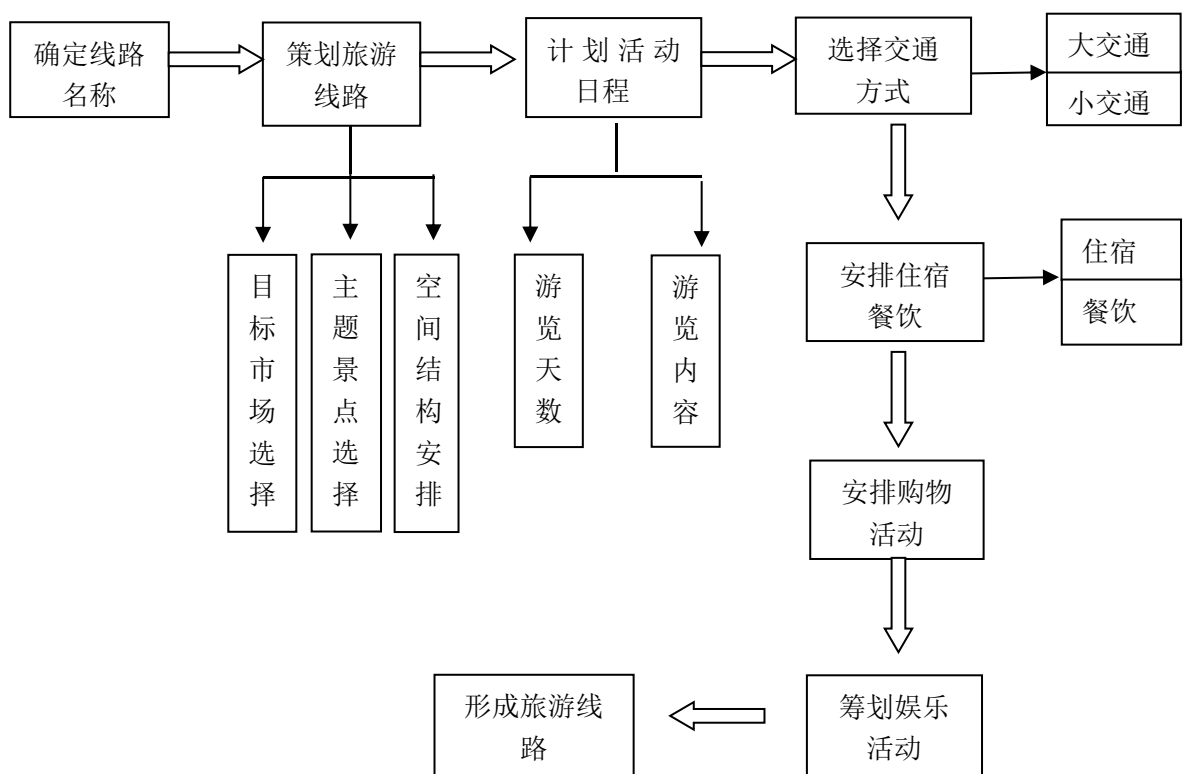 确定线路
名称
策划旅游
线路
计划活动
日程
选择交通
方式
大交通
小交通
目标市场选择
主题景点选择
空间结构安排
游览天数
游览内容
安排住宿
餐饮
住宿
餐饮
安排购物
活动
筹划娱乐
活动
形成旅游线
路